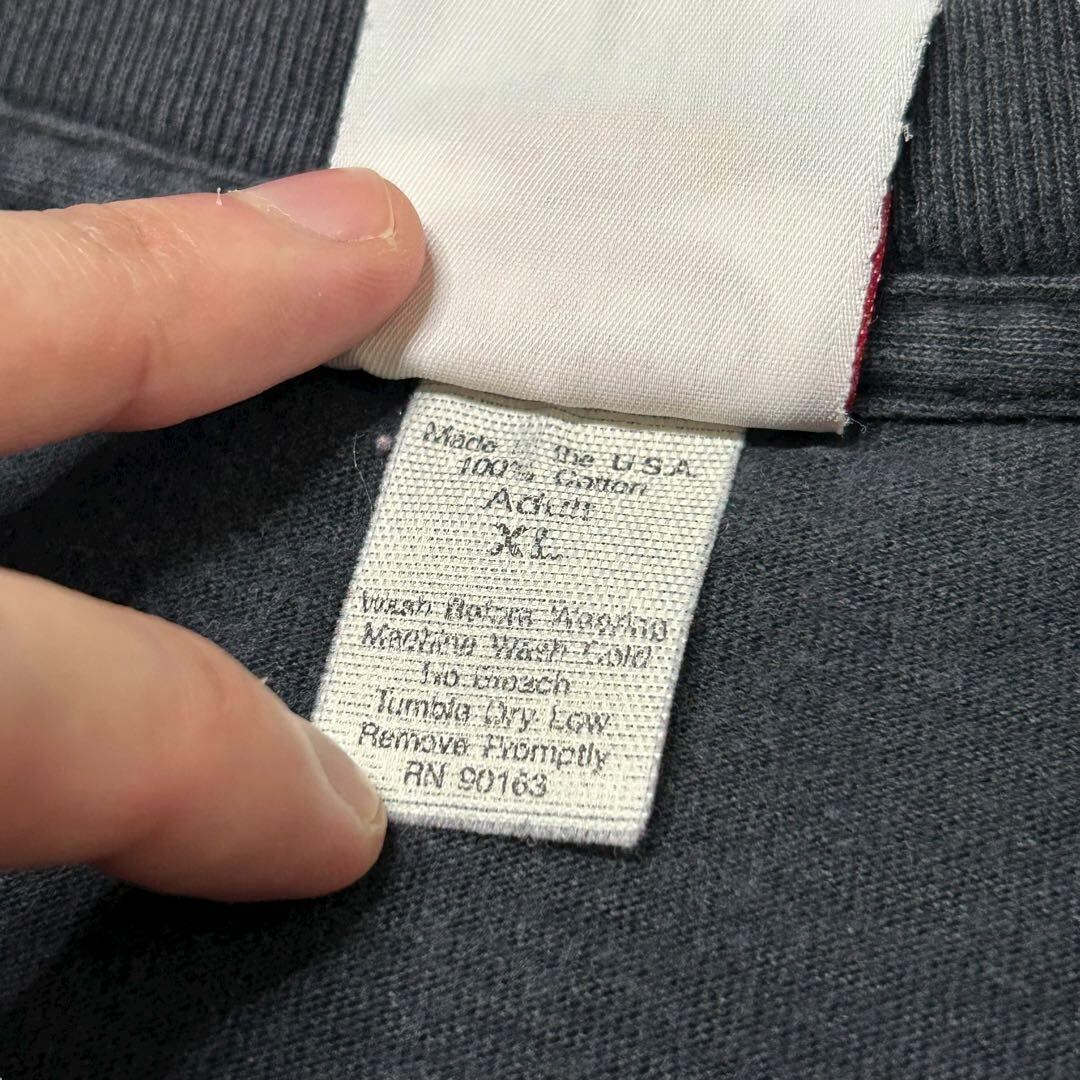 Made in the U.S.A.
100% Cotton
Adult
XL
Wash Before Wearing
Machine Wash Cold
No Bleach
Tumble Dry Low
Remove Promptly
RN 90163